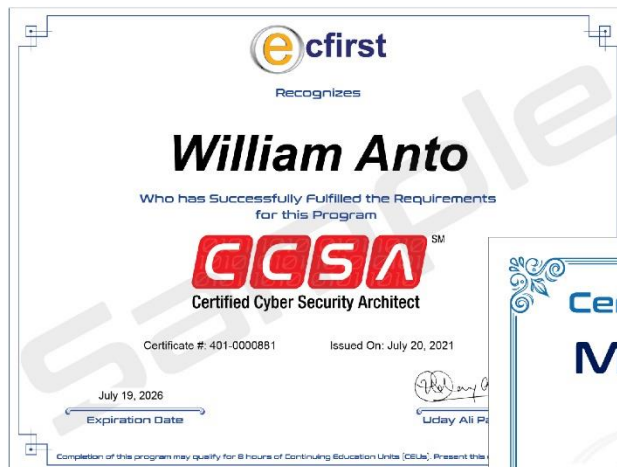 ecfirst
Recognizes
William Anto
Who has Successfully Fulfilled the Requirements
for this Program
CCSA SM
Certified Cyber Security Architect
Certificate #: 401-0000881 Issued On: July 20, 2021
July 19, 2026
Expiration Date
Uday Ali
Completion of this program may qualify for 8 hours of Continuing Education Units (CEUs). Present this
Sample